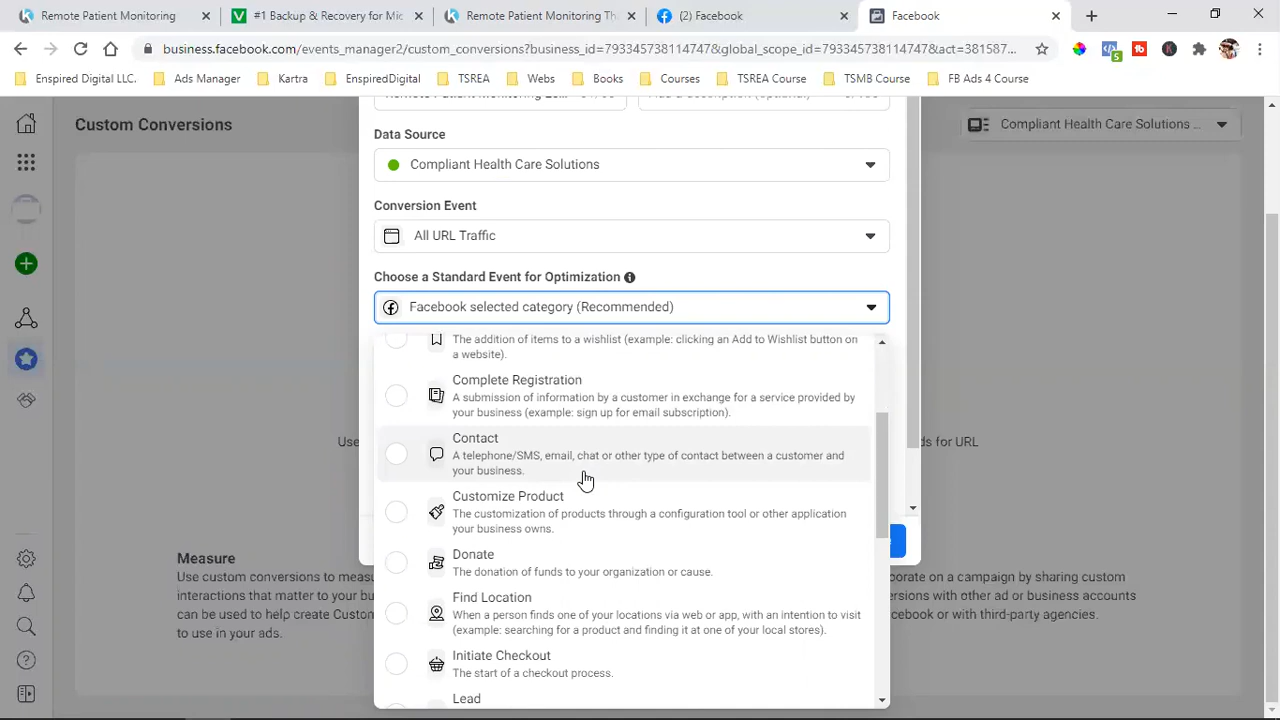 Remote Patient Monitoring
#1 Backup & Recovery for Mic
Remote Patient Monitoring Tha
(2) Facebook
Facebook
business.facebook.com/events_manager2/custom_conversions?business_id=793345738114747&global_scope_id=793345738114747&act=381587...
5
Enspired Digital LLC.
Ads Manager
Kartra
EnspiredDigital
TSREA
Webs
Books
Courses
TSREA Course
TSMB Course
FB Ads 4 Course
Custom Conversions
Compliant Health Care Solutions ..
Data Source
Compliant Health Care Solutions
Conversion Event
All URL Traffic
Choose a Standard Event for Optimization
Facebook selected category (Recommended)
The addition of items to a wishlist (example: clicking an Add to Wishlist button on
a website).
Complete Registration
A submission of information by a customer in exchange for a service provided by
your business (example: sign up for email subscription).
Contact
A telephone/SMS, email, chat or other type of contact between a customer and
your business.
Customize Product
The customization of products through a configuration tool or other application
your business owns.
Donate
The donation of funds to your organization or cause.
Find Location
When a person finds one of your locations via web or app, with an intention to visit
(example: searching for a product and finding it at one of your local stores).
Initiate Checkout
The start of a checkout process.
Lead
Use
ds for URL
Measure
Use custom conversions to measu
interactions that matter to your bu
can be used to help create Custom
to use in your ads.
orate on a campaign by sharing custom
rsions with other ad or business accounts
cebook or with third-party agencies.